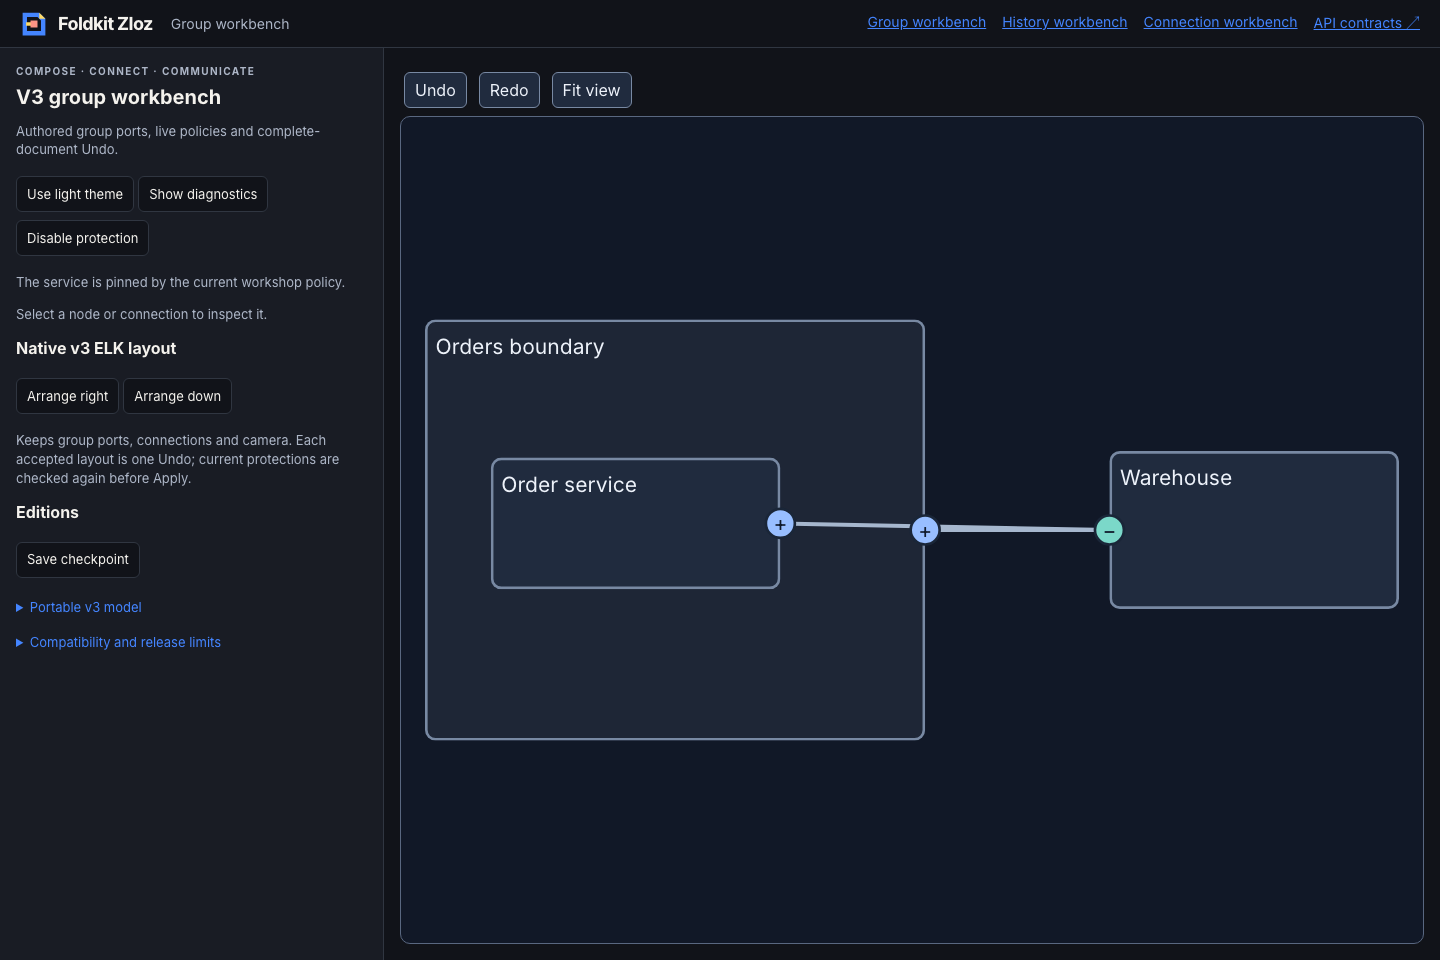 Foldkit Zloz
Group workbench
Group workbench
History workbench
Connection workbench
API contracts ↗
COMPOSE · CONNECT · COMMUNICATE
V3 group workbench
Authored group ports, live policies and complete-
document Undo.
Use light theme
Show diagnostics
Disable protection
The service is pinned by the current workshop policy.
Select a node or connection to inspect it.
Native v3 ELK layout
Arrange right
Arrange down
Keeps group ports, connections and camera. Each
accepted layout is one Undo; current protections are
checked again before Apply.
Editions
Save checkpoint
Portable v3 model
Compatibility and release limits
Undo
Redo
Fit view
Orders boundary
Order service
+
+
Warehouse
−